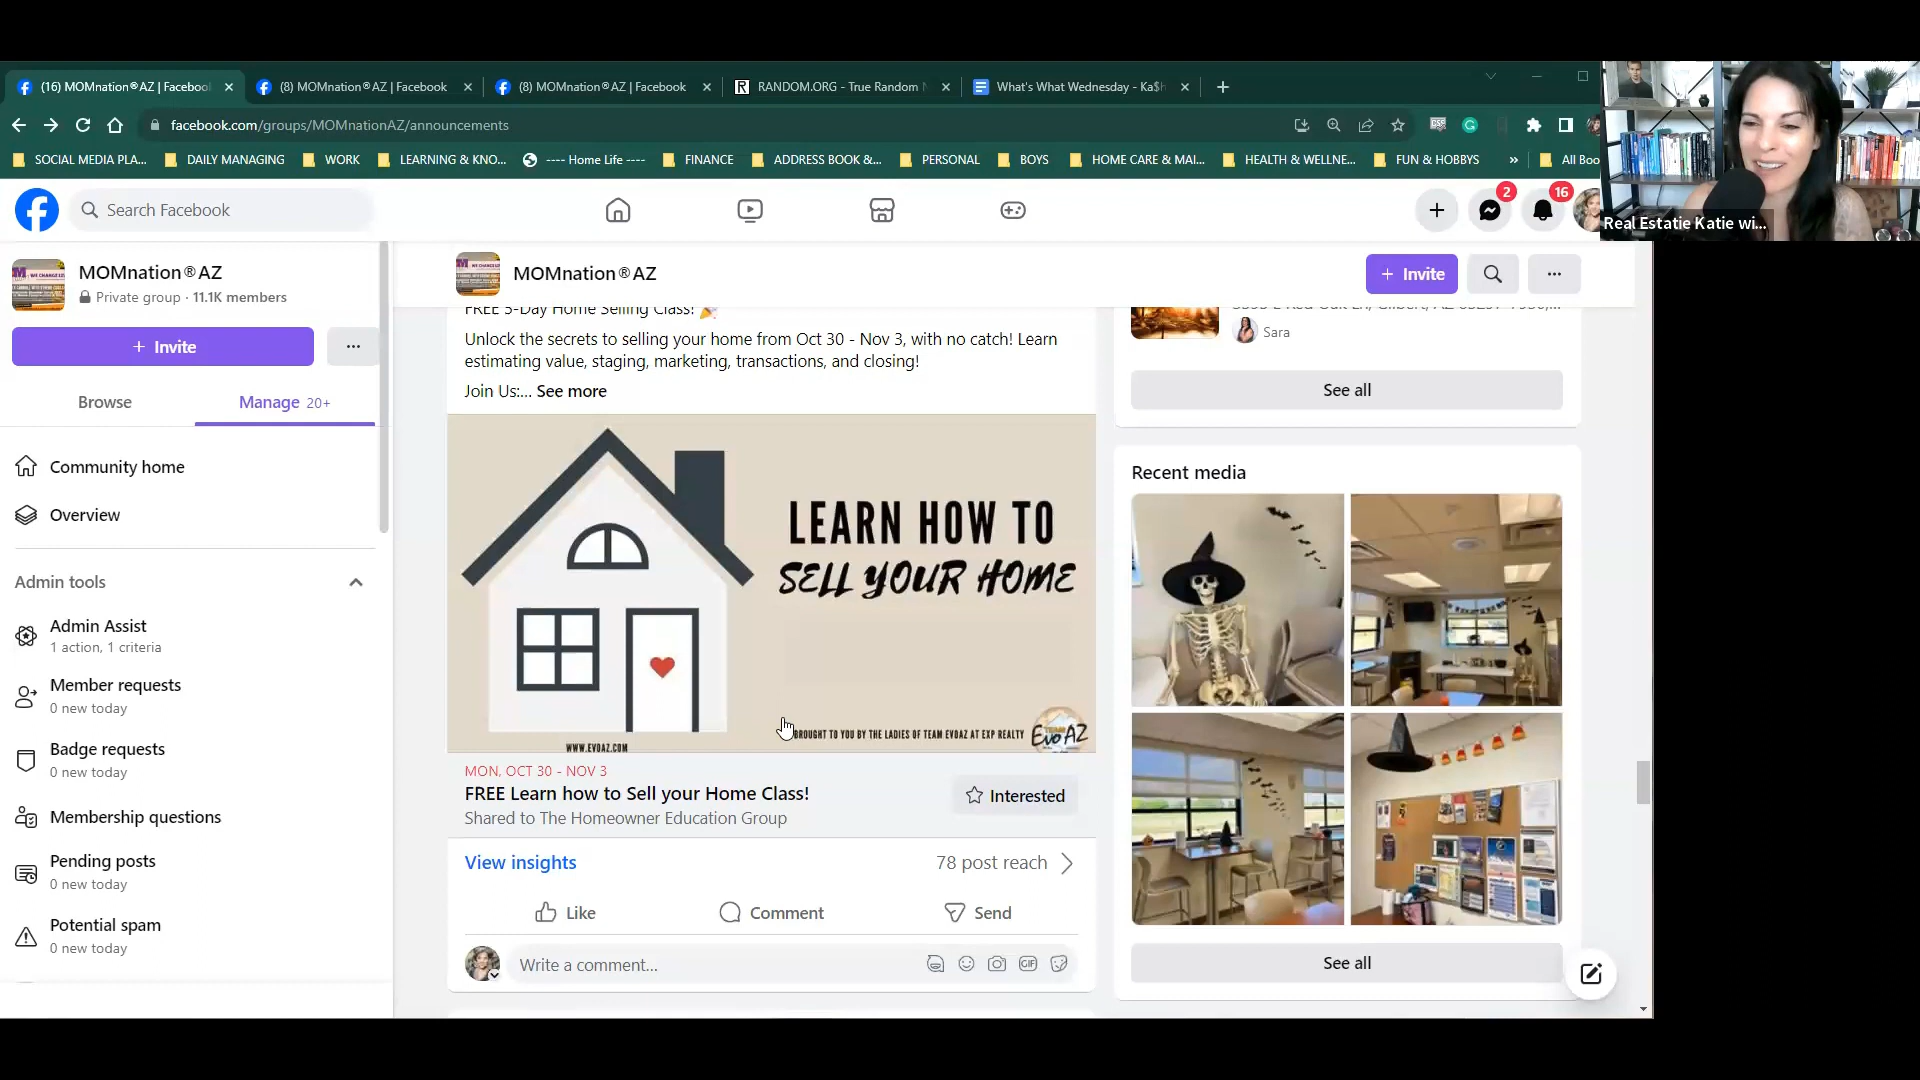 (16) MOMnation®AZ | Faceboo
(8) MOMnation®AZ | Facebook
(8) MOMnation®AZ | Facebook
RANDOM.ORG - True Random
What's What Wednesday - Ka$h
facebook.com/groups/MOMnationAZ/announcements
SOCIAL MEDIA PLA...
DAILY MANAGING
WORK
LEARNING & KNO...
---- Home Life ----
FINANCE
ADDRESS BOOK &...
PERSONAL
BOYS
HOME CARE & MAI...
HEALTH & WELLNE...
FUN & HOBBYS
»
All Boo
Real Estatie Katie wi...
Search Facebook
2
16
MOMnation®AZ
Private group · 11.1K members
+ Invite
...
Browse
Manage 20+
Community home
Overview
Admin tools
Admin Assist
1 action, 1 criteria
Member requests
0 new today
Badge requests
0 new today
Membership questions
Pending posts
0 new today
Potential spam
0 new today
MOMnation®AZ
+ Invite
...
FREE 5-Day Home Selling Class!
Unlock the secrets to selling your home from Oct 30 - Nov 3, with no catch! Learn
estimating value, staging, marketing, transactions, and closing!
Join Us:... See more
LEARN HOW TO
SELL YOUR HOME
BROUGHT TO YOU BY THE LADIES OF TEAM EVOAZ AT EXP REALTY
TEAM
EvoAZ
WWW.EVOAZ.COM
MON, OCT 30 - NOV 3
FREE Learn how to Sell your Home Class!
Shared to The Homeowner Education Group
Interested
View insights
78 post reach
Like
Comment
Send
Write a comment...
GIF
Sara
See all
Recent media
See all